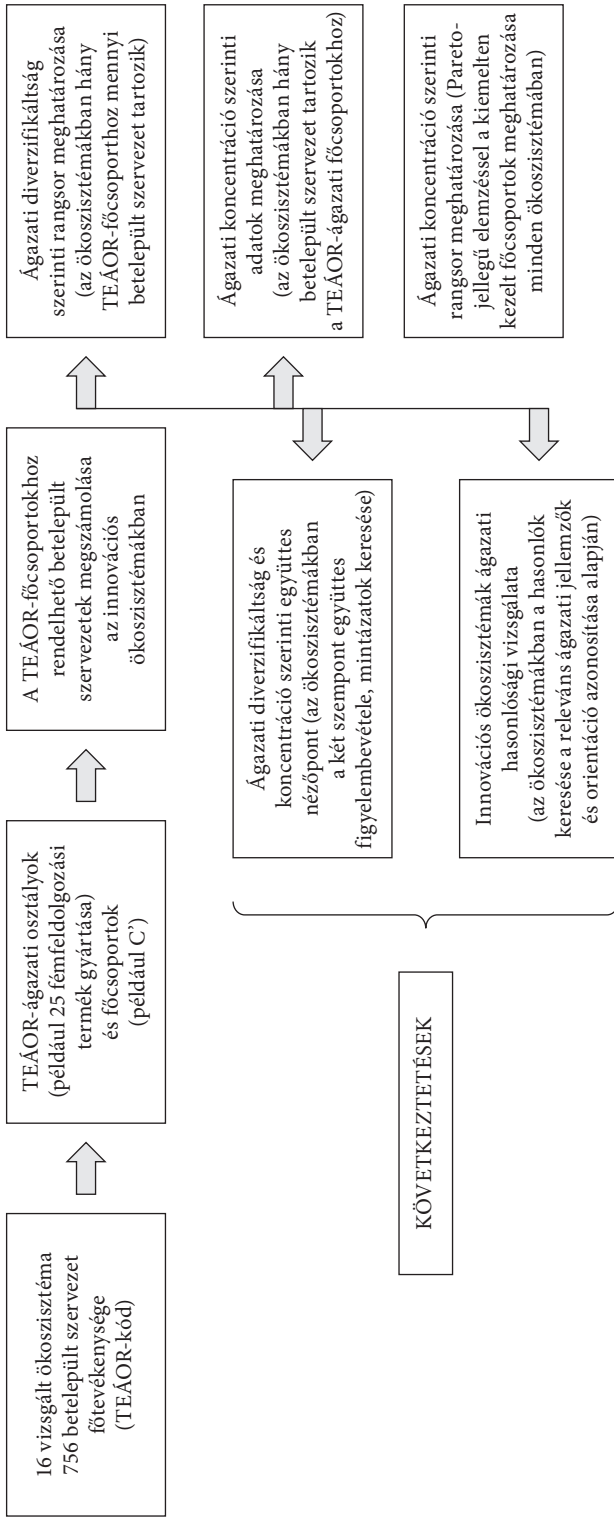 16 vizsgált ökoszisztéma
756 betelepült szervezet
főtevékenysége
(TEÁOR-kód)
TEÁOR-ágazati osztályok
(például 25 fémfeldolgozási
termék gyártása)
és főcsoportok
(például C’)
A TEÁOR-főcsoportokhoz
rendelhető betelepült
szervezetek megszámolása
az innovációs
ökoszisztémákban
Ágazati diverzifikáltság
szerinti rangsor meghatározása
(az ökoszisztémákban hány
TEÁOR-főcsoporthoz mennyi
betelepült szervezet tartozik)
Ágazati koncentráció szerinti
adatok meghatározása
(az ökoszisztémákban hány
betelepült szervezet tartozik
a TEÁOR-ágazati főcsoportokhoz)
Ágazati koncentráció szerinti
rangsor meghatározása (Pareto-
jellegű elemzéssel a kiemelten
kezelt főcsoportok meghatározása
minden ökoszisztémában)
Ágazati diverzifikáltság és
koncentráció szerinti együttes
nézőpont (az ökoszisztémákban
a két szempont együttes
figyelembevétele, mintázatok keresése)
Innovációs ökoszisztémák ágazati
hasonlósági vizsgálata
(az ökoszisztémákban a hasonlók
keresése a releváns ágazati jellemzők
és orientáció azonosítása alapján)
KÖVETKEZTETÉSEK